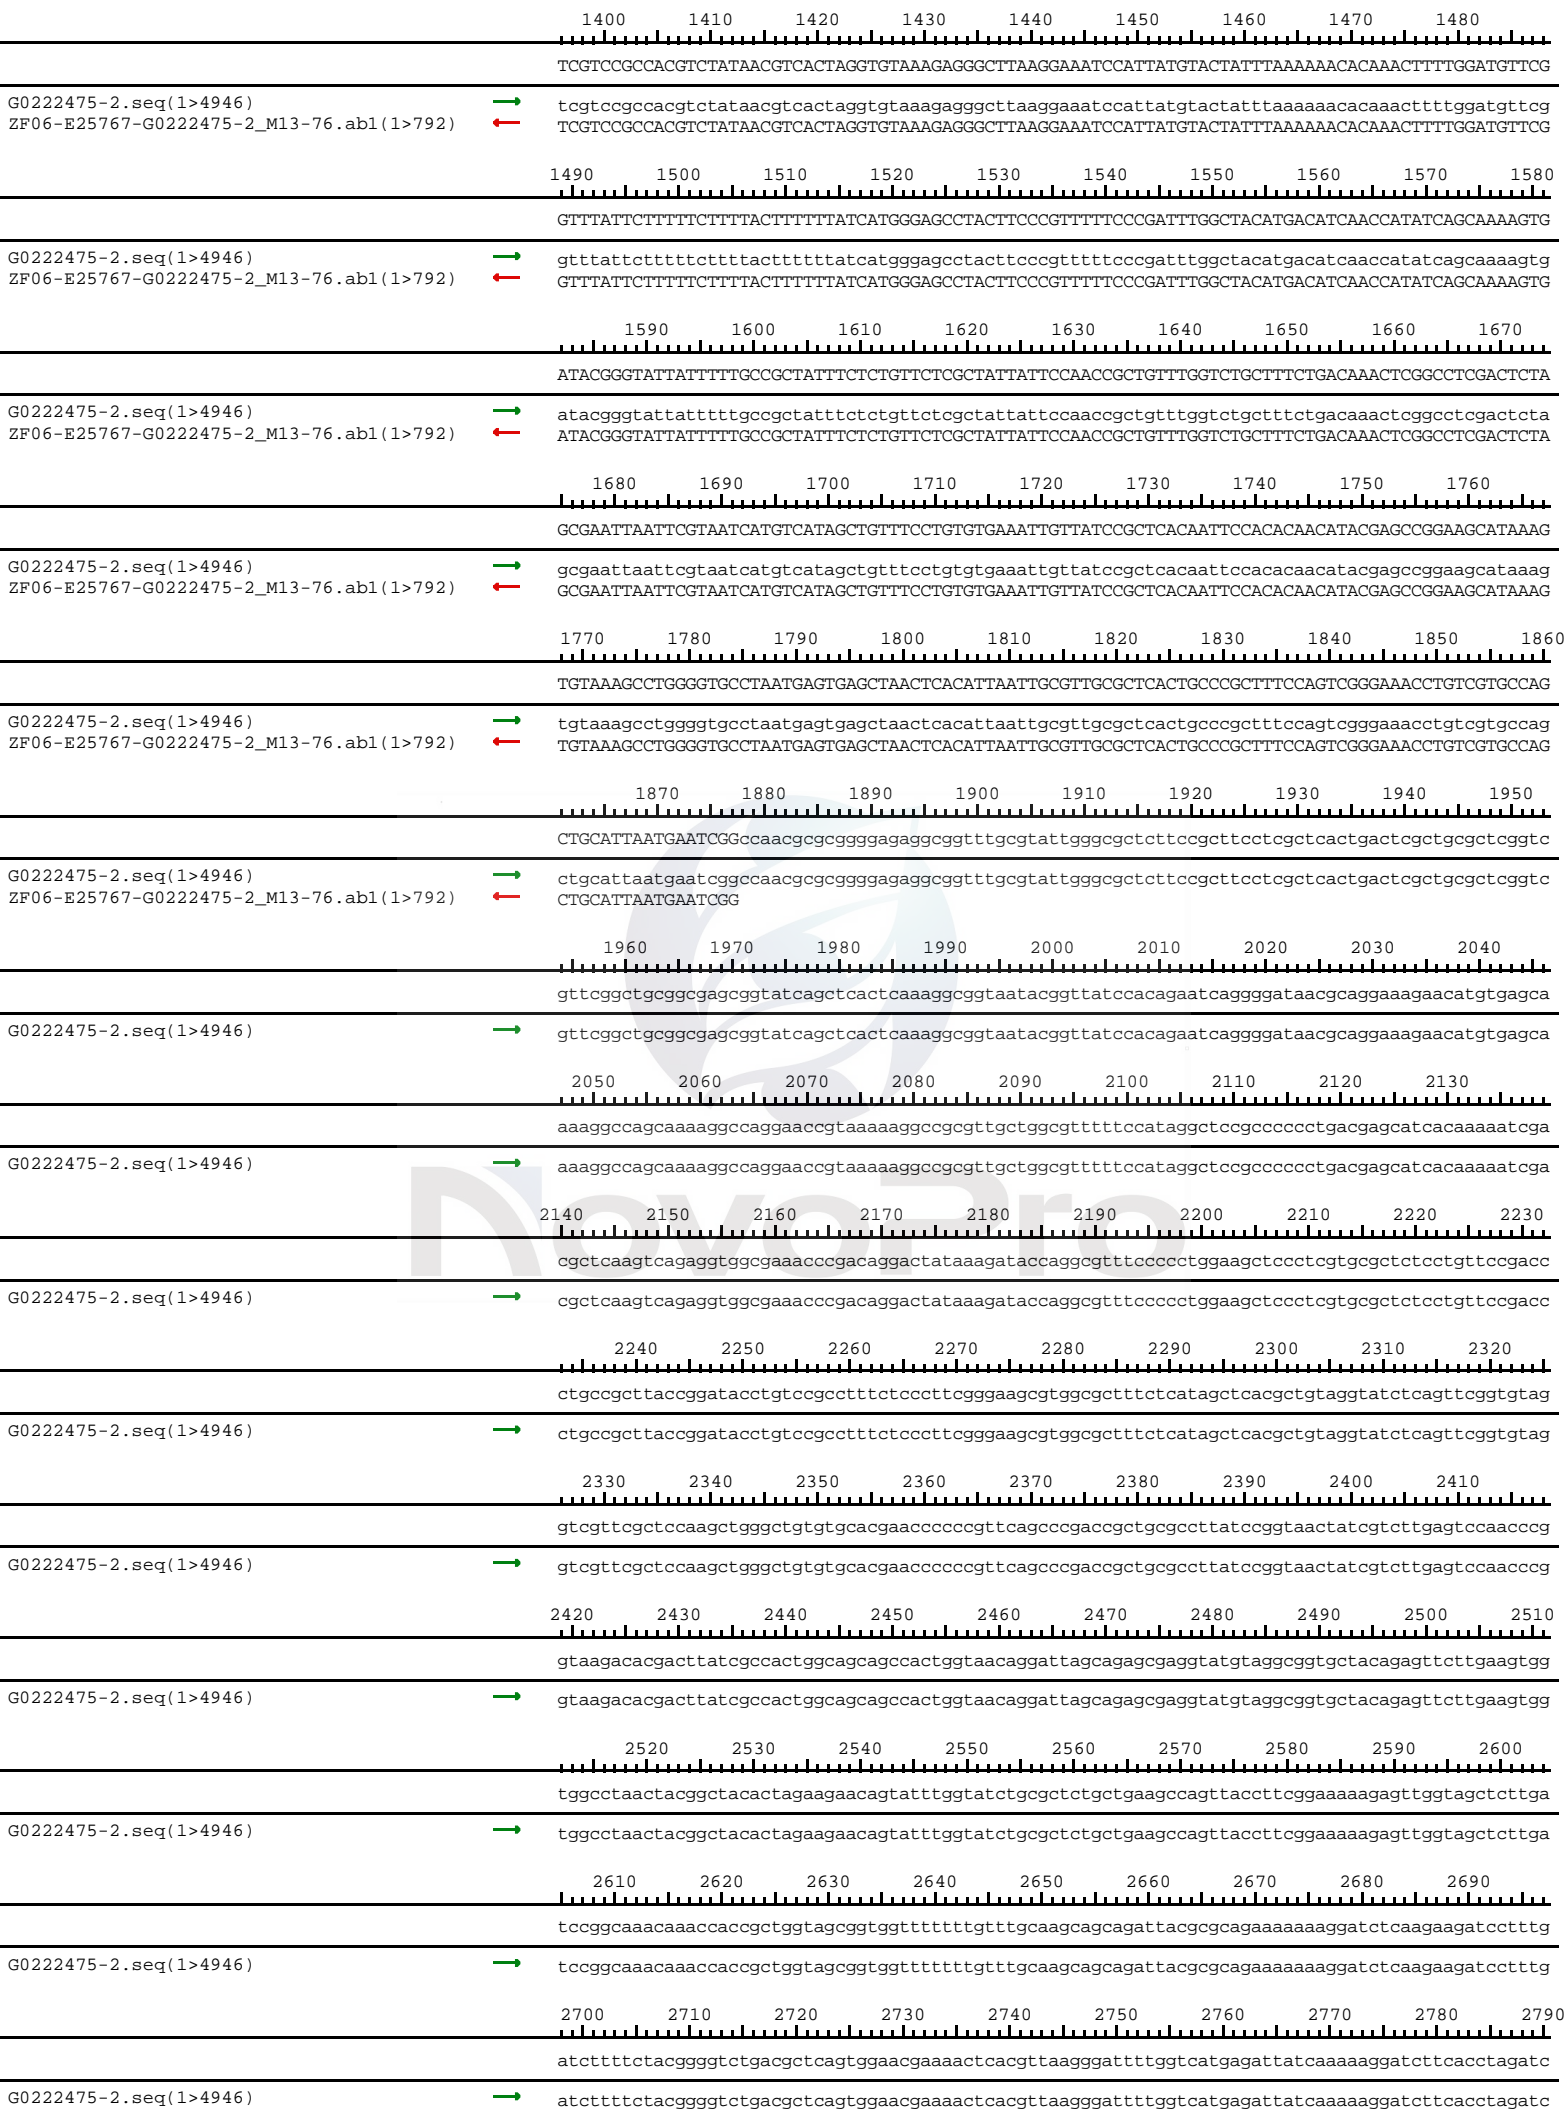 1400 1410 1420 1430 1440 1450 1460 1470 1480
TCGTCCGCCACGTCTATAACGTCACTAGGTGTAAAGAGGGCTTAAGGAAATCCATTATGTACTATTTAAAAAACACAAACTTTTGGATGTTCG
G0222475-2.seq(1>4946) tcgtccgccacgtctataacgtcactaggtgtaaagagggcttaaggaaatccattatgtactatttaaaaaacacaaacttttggatgttcg
ZF06-E25767-G0222475-2_M13-76.ab1(1>792) TCGTCCGCCACGTCTATAACGTCACTAGGTGTAAAGAGGGCTTAAGGAAATCCATTATGTACTATTTAAAAAACACAAACTTTTGGATGTTCG
1490 1500 1510 1520 1530 1540 1550 1560 1570 1580
GTTTATTCTTTTTCTTTTACTTTTTTATCATGGGAGCCTACTTCCCGTTTTTCCCGATTTGGCTACATGACATCAACCATATCAGCAAAAGTG
G0222475-2.seq(1>4946) gtttattctttttcttttacttttttatcatgggagcctacttcccgtttttcccgatttggctacatgacatcaaccatatcagcaaaagtg
ZF06-E25767-G0222475-2_M13-76.ab1(1>792) GTTTATTCTTTTTCTTTTACTTTTTTATCATGGGAGCCTACTTCCCGTTTTTCCCGATTTGGCTACATGACATCAACCATATCAGCAAAAGTG
1590 1600 1610 1620 1630 1640 1650 1660 1670
ATACGGGTATTATTTTTGCCGCTATTTCTCTGTTCTCGCTATTATTCCAACCGCTGTTTGGTCTGCTTTCTGACAAACTCGGCCTCGACTCTA
G0222475-2.seq(1>4946) atacgggtattatttttgccgctatttctctgttctcgctattattccaaccgctgtttggtctgctttctgacaaactcggcctcgactcta
ZF06-E25767-G0222475-2_M13-76.ab1(1>792) ATACGGGTATTATTTTTGCCGCTATTTCTCTGTTCTCGCTATTATTCCAACCGCTGTTTGGTCTGCTTTCTGACAAACTCGGCCTCGACTCTA
1680 1690 1700 1710 1720 1730 1740 1750 1760
GCGAATTAATTCGTAATCATGTCATAGCTGTTTCCTGTGTGAAATTGTTATCCGCTCACAATTCCACACAACATACGAGCCGGAAGCATAAAG
G0222475-2.seq(1>4946) gcgaattaattcgtaatcatgtcatagctgtttcctgtgtgaaattgttatccgctcacaattccacacaacatacgagccggaagcataaag
ZF06-E25767-G0222475-2_M13-76.ab1(1>792) GCGAATTAATTCGTAATCATGTCATAGCTGTTTCCTGTGTGAAATTGTTATCCGCTCACAATTCCACACAACATACGAGCCGGAAGCATAAAG
1770 1780 1790 1800 1810 1820 1830 1840 1850 1860
TGTAAAGCCTGGGGTGCCTAATGAGTGAGCTAACTCACATTAATTGCGTTGCGCTCACTGCCCGCTTTCCAGTCGGGAAACCTGTCGTGCCAG
G0222475-2.seq(1>4946) tgtaaagcctggggtgcctaatgagtgagctaactcacattaattgcgttgcgctcactgcccgctttccagtcgggaaacctgtcgtgccag
ZF06-E25767-G0222475-2_M13-76.ab1(1>792) TGTAAAGCCTGGGGTGCCTAATGAGTGAGCTAACTCACATTAATTGCGTTGCGCTCACTGCCCGCTTTCCAGTCGGGAAACCTGTCGTGCCAG
1870 1880 1890 1900 1910 1920 1930 1940 1950
CTGCATTAATGAATCGGccaacgcgcggggagaggcggtttgcgtattgggcgctcttccgcttcctcgctcactgactcgctgcgctcggtc
G0222475-2.seq(1>4946) ctgcattaatgaatcggccaacgcgcggggagaggcggtttgcgtattgggcgctcttccgcttcctcgctcactgactcgctgcgctcggtc
ZF06-E25767-G0222475-2_M13-76.ab1(1>792) CTGCATTAATGAATCGG
1960 1970 1980 1990 2000 2010 2020 2030 2040
gttcggctgcggcgagcggtatcagctcactcaaaggcggtaatacggttatccacagaatcaggggataacgcaggaaagaacatgtgagca
G0222475-2.seq(1>4946) gttcggctgcggcgagcggtatcagctcactcaaaggcggtaatacggttatccacagaatcaggggataacgcaggaaagaacatgtgagca
2050 2060 2070 2080 2090 2100 2110 2120 2130
aaaggccagcaaaaggccaggaaccgtaaaaaggccgcgttgctggcgtttttccataggctccgcccccctgacgagcatcacaaaaatcga
G0222475-2.seq(1>4946) aaaggccagcaaaaggccaggaaccgtaaaaaggccgcgttgctggcgtttttccataggctccgcccccctgacgagcatcacaaaaatcga
NovoPro
2140 2150 2160 2170 2180 2190 2200 2210 2220 2230
cgctcaagtcagaggtggcgaaacccgacaggactataaagataccaggcgtttccccctggaagctccctcgtgcgctctcctgttccgacc
G0222475-2.seq(1>4946) cgctcaagtcagaggtggcgaaacccgacaggactataaagataccaggcgtttccccctggaagctccctcgtgcgctctcctgttccgacc
2240 2250 2260 2270 2280 2290 2300 2310 2320
ctgccgcttaccggatacctgtccgcctttctcccttcgggaagcgtggcgctttctcatagctcacgctgtaggtatctcagttcggtgtag
G0222475-2.seq(1>4946) ctgccgcttaccggatacctgtccgcctttctcccttcgggaagcgtggcgctttctcatagctcacgctgtaggtatctcagttcggtgtag
2330 2340 2350 2360 2370 2380 2390 2400 2410
gtcgttcgctccaagctgggctgtgtgcacgaaccccccgttcagcccgaccgctgcgccttatccggtaactatcgtcttgagtccaacccg
G0222475-2.seq(1>4946) gtcgttcgctccaagctgggctgtgtgcacgaaccccccgttcagcccgaccgctgcgccttatccggtaactatcgtcttgagtccaacccg
2420 2430 2440 2450 2460 2470 2480 2490 2500 2510
gtaagacacgacttatcgccactggcagcagccactggtaacaggattagcagagcgaggtatgtaggcggtgctacagagttcttgaagtgg
G0222475-2.seq(1>4946) gtaagacacgacttatcgccactggcagcagccactggtaacaggattagcagagcgaggtatgtaggcggtgctacagagttcttgaagtgg
2520 2530 2540 2550 2560 2570 2580 2590 2600
tggcctaactacggctacactagaagaacagtatttggtatctgcgctctgctgaagccagttaccttcggaaaaagagttggtagctcttga
G0222475-2.seq(1>4946) tggcctaactacggctacactagaagaacagtatttggtatctgcgctctgctgaagccagttaccttcggaaaaagagttggtagctcttga
2610 2620 2630 2640 2650 2660 2670 2680 2690
tccggcaaacaaaccaccgctggtagcggtggtttttttgtttgcaagcagcagattacgcgcagaaaaaaaggatctcaagaagatcctttg
G0222475-2.seq(1>4946) tccggcaaacaaaccaccgctggtagcggtggtttttttgtttgcaagcagcagattacgcgcagaaaaaaaggatctcaagaagatcctttg
2700 2710 2720 2730 2740 2750 2760 2770 2780 2790
atcttttctacggggtctgacgctcagtggaacgaaaactcacgttaagggattttggtcatgagattatcaaaaaggatcttcacctagatc
G0222475-2.seq(1>4946) atcttttctacggggtctgacgctcagtggaacgaaaactcacgttaagggattttggtcatgagattatcaaaaaggatcttcacctagatc